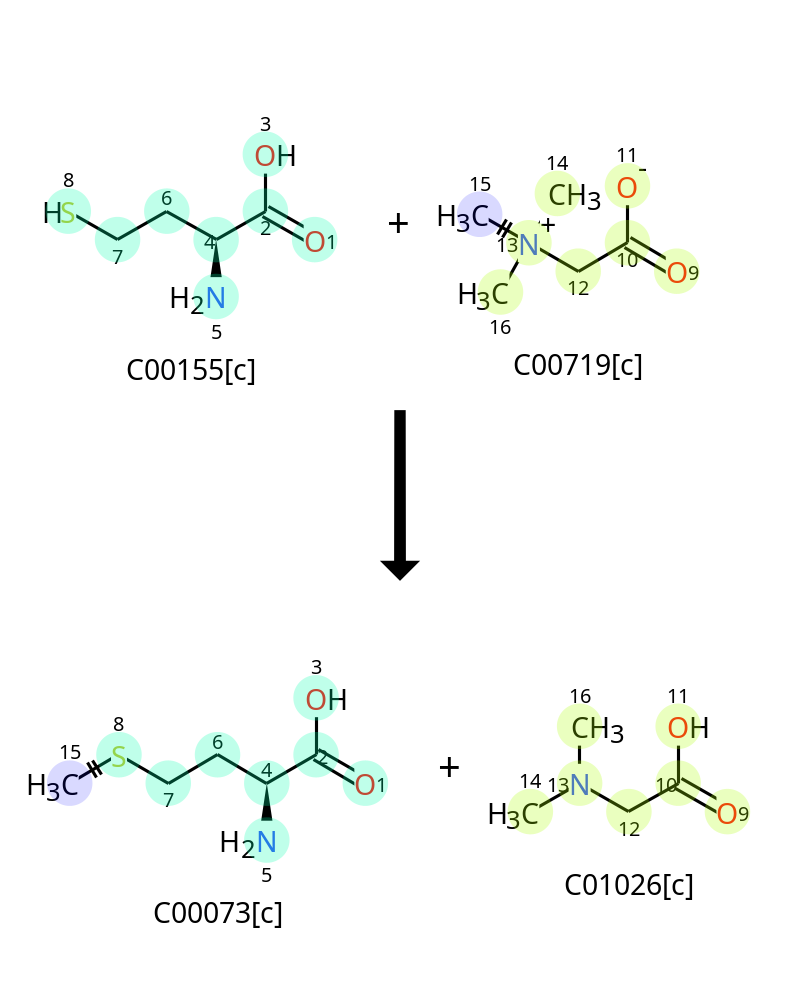 3
OH
8
HS
6
7
4
2
O1
H2N
5
C00155[c]
+
15
H3C
14
CH3
11
O-
+
13N
10
O9
12
H3C
16
C00719[c]
3
OH
8
S
15
H3C
6
7
4
2
O1
H2N
5
C00073[c]
+
16
CH3
11
OH
14
H3C
13N
10
O9
12
C01026[c]